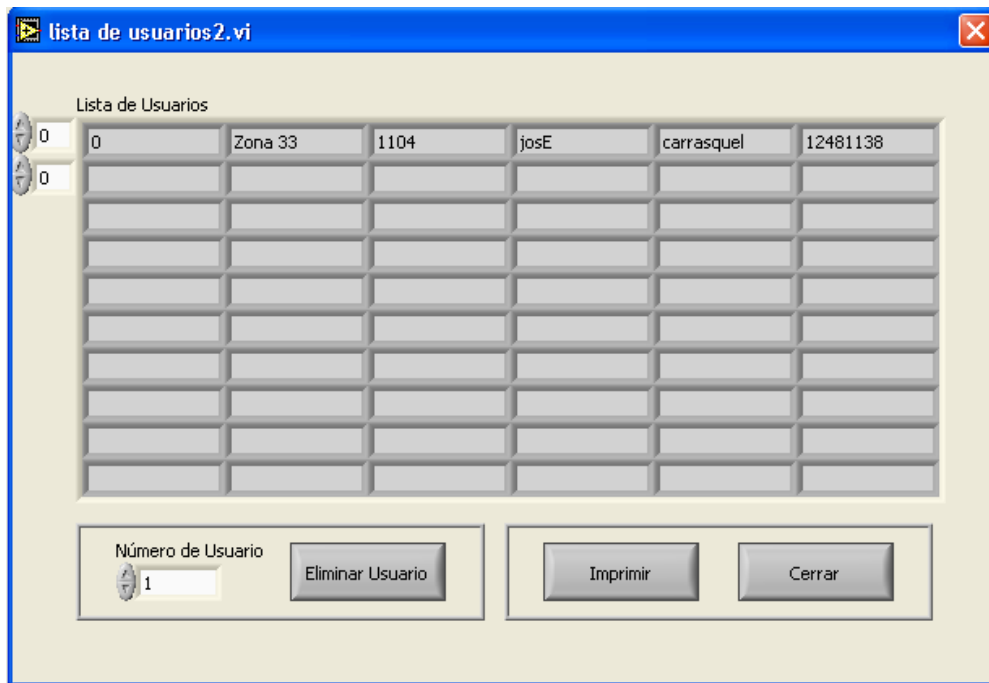 lista de usuarios2.vi
Lista de Usuarios
0 0 Zona 33 1104 josE carrasquel 12481138
0
Número de Usuario
1 Eliminar Usuario Imprimir Cerrar